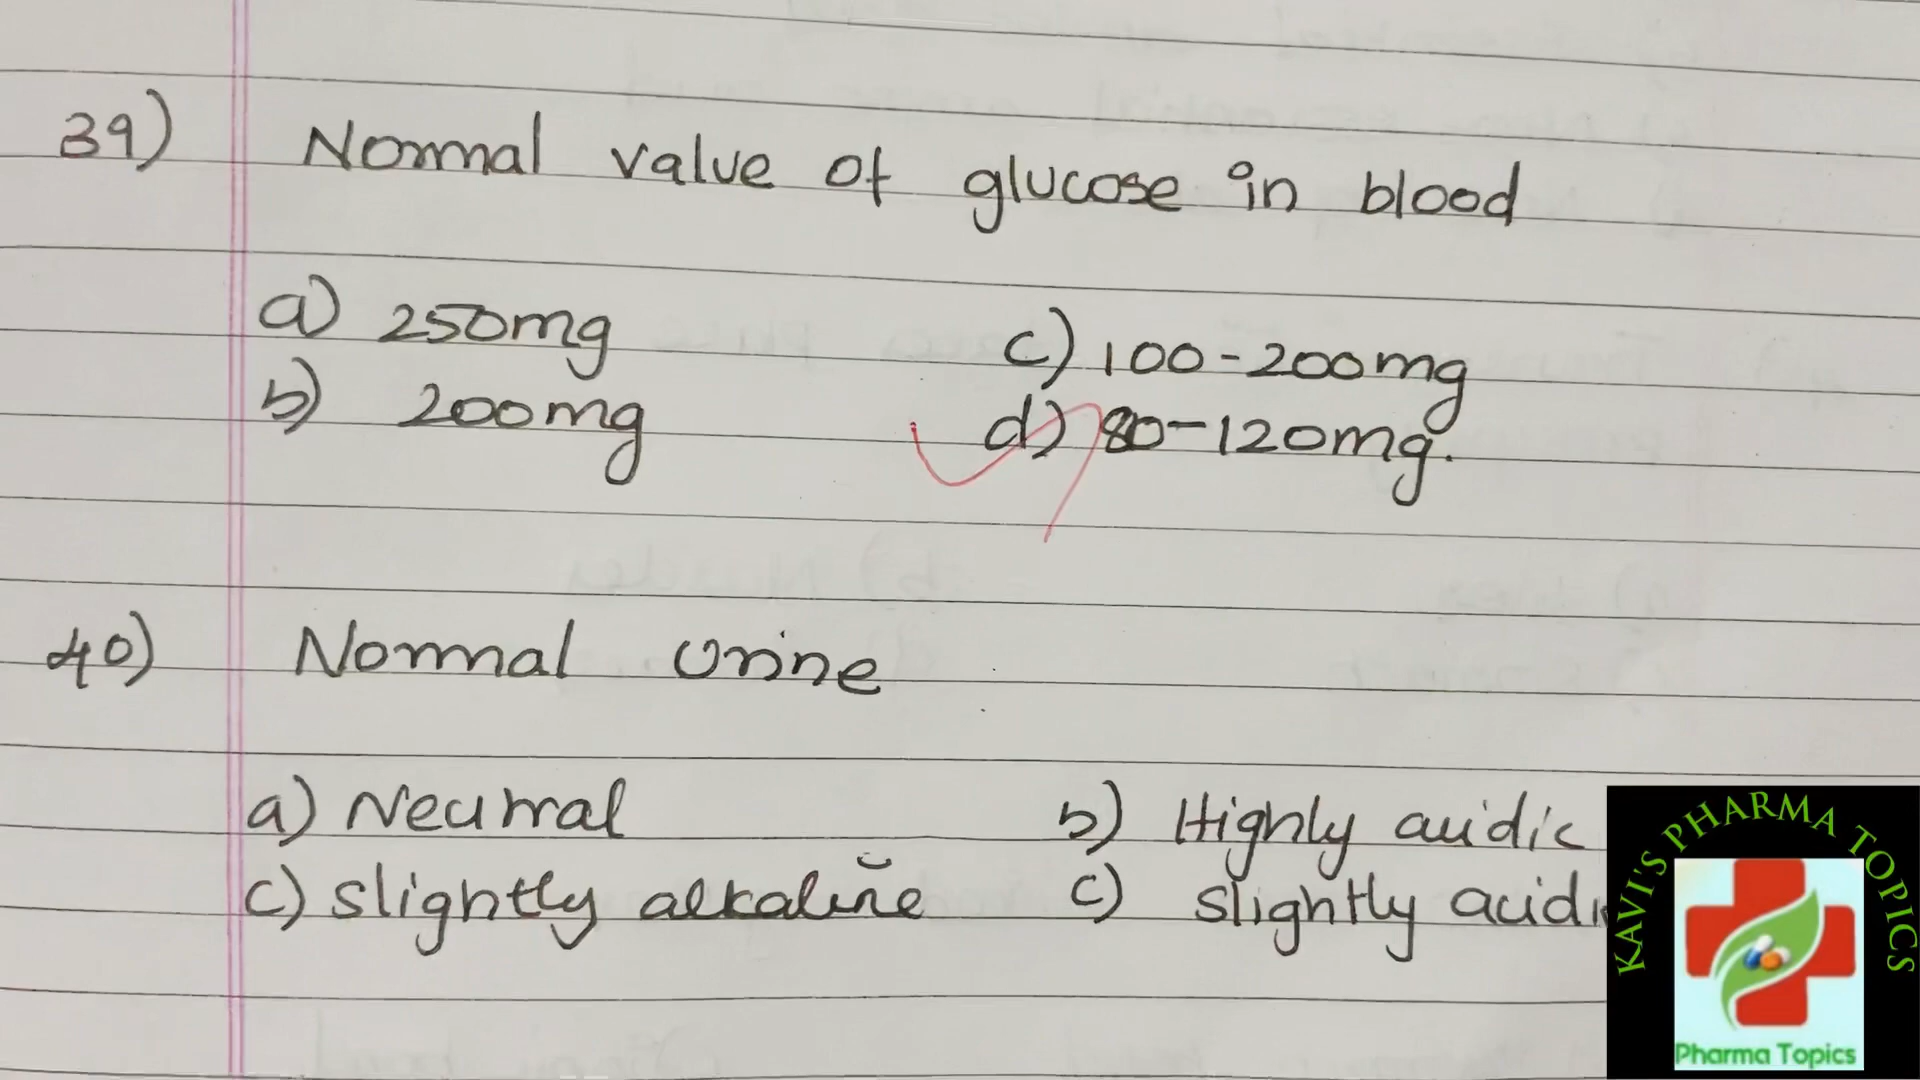 39) Normal value of glucose in blood
a) 250mg c) 100-200mg
b) 200mg d) 80-120mg.
40) Normal Urine
a) Neutral b) Highly acidic
c) slightly alkaline c) slightly acidi
KAVI'S PHARMA TOPICS
Pharma Topics